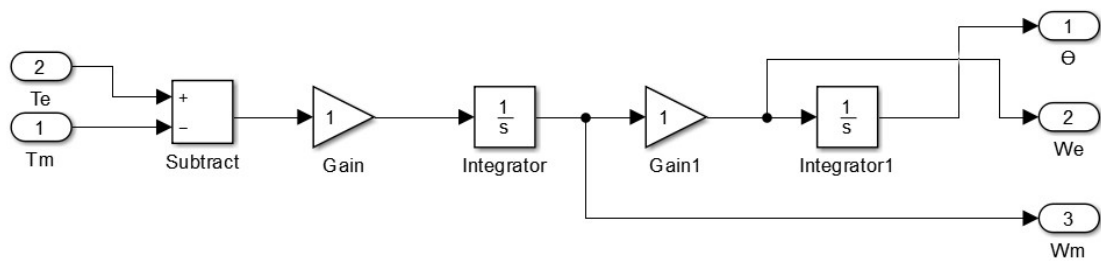 2
Te
1
Tm
+
−
Subtract
1
Gain
1
s
Integrator
1
Gain1
1
s
Integrator1
1
Θ
2
We
3
Wm